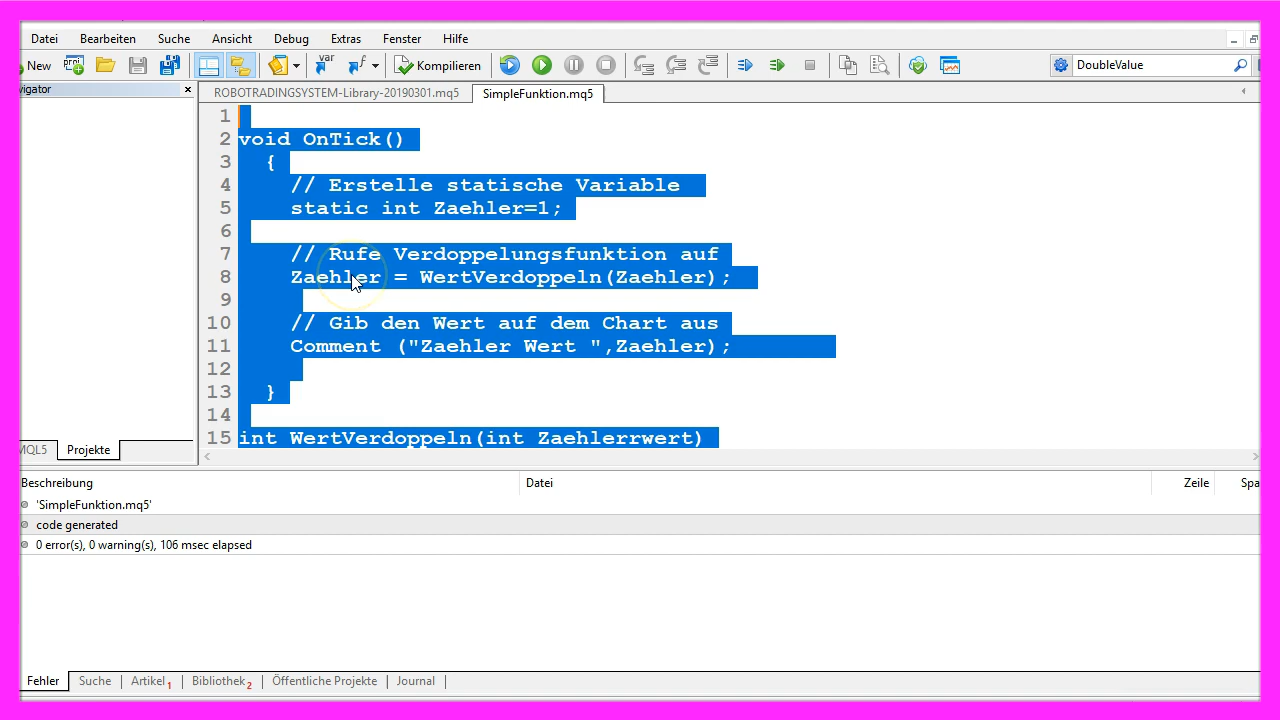 Datei Bearbeiten Suche Ansicht Debug Extras Fenster Hilfe
New var Kompilieren DoubleValue
vigator ROBOTRADINGSYSTEM-Library-20190301.mq5 SimpleFunktion.mq5
1
2 void OnTick()
3 {
4 // Erstelle statische Variable
5 static int Zaehler=1;
6
7 // Rufe Verdoppelungsfunktion auf
8 Zaehler = WertVerdoppeln(Zaehler);
9
10 // Gib den Wert auf dem Chart aus
11 Comment ("Zaehler Wert ",Zaehler);
12
13 }
14
15 int WertVerdoppeln(int Zaehlerrwert)
MQL5 Projekte
Beschreibung Datei Zeile Spa
'SimpleFunktion.mq5'
code generated
0 error(s), 0 warning(s), 106 msec elapsed
Fehler Suche Artikel 1 Bibliothek 2 Öffentliche Projekte Journal